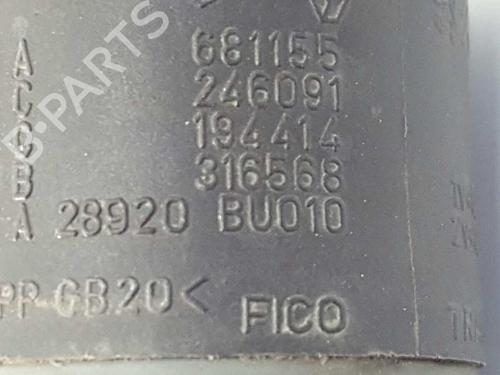 A 681155
C 246091
C 194414
B 316568
A 28920 BU010
PP-GB20< FICO
B-PARTS